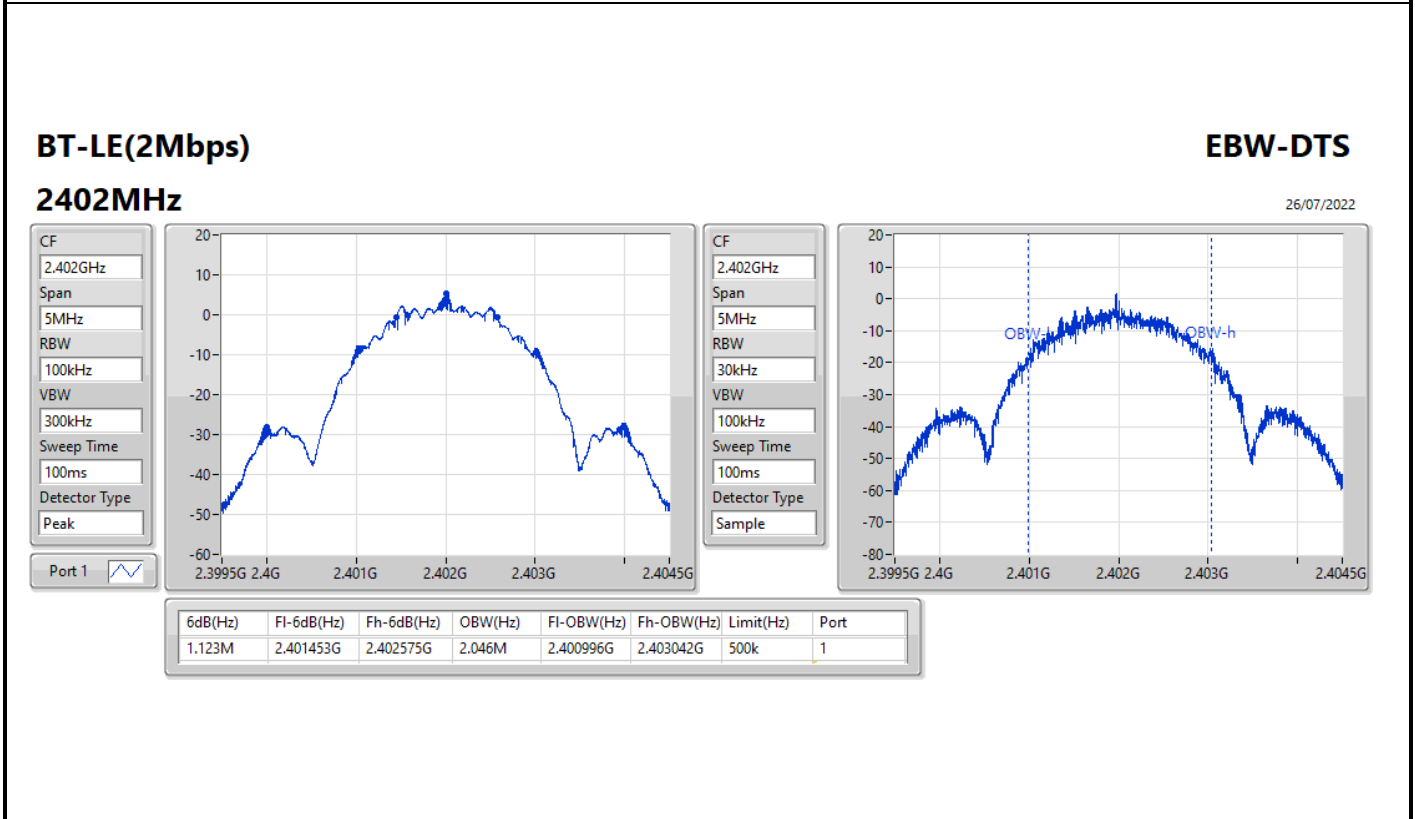 BT-LE(2Mbps)
EBW-DTS
2402MHz
26/07/2022
CF
2.402GHz
Span
5MHz
RBW
100kHz
VBW
300kHz
Sweep Time
100ms
Detector Type
Peak
Port 1
20
10
0
-10
-20
-30
-40
-50
-60
2.3995G 2.4G 2.401G 2.402G 2.403G 2.4045G
CF
2.402GHz
Span
5MHz
RBW
30kHz
VBW
100kHz
Sweep Time
100ms
Detector Type
Sample
20
10
0
-10
-20
-30
-40
-50
-60
-70
-80
OBW-h
2.3995G 2.4G 2.401G 2.402G 2.403G 2.4045G
6dB(Hz) Fl-6dB(Hz) Fh-6dB(Hz) OBW(Hz) Fl-OBW(Hz) Fh-OBW(Hz) Limit(Hz) Port
1.123M 2.401453G 2.402575G 2.046M 2.400996G 2.403042G 500k 1